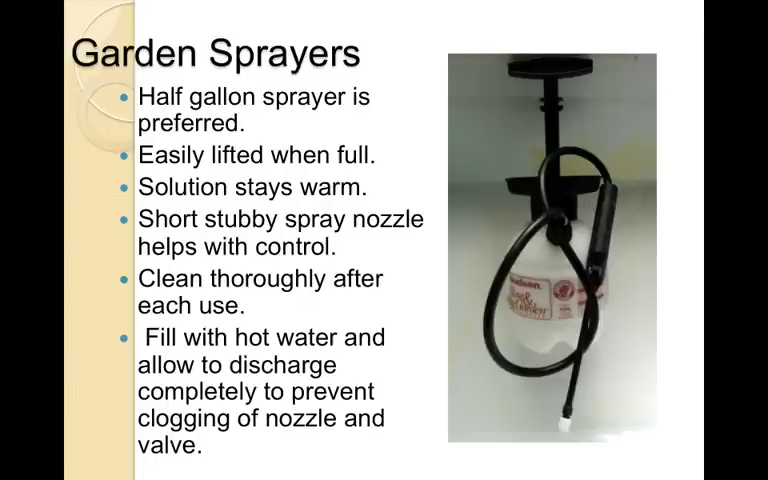 Garden Sprayers
Half gallon sprayer is
preferred.
Easily lifted when full.
Solution stays warm.
Short stubby spray nozzle
helps with control.
Clean thoroughly after
each use.
Fill with hot water and
allow to discharge
completely to prevent
clogging of nozzle and
valve.